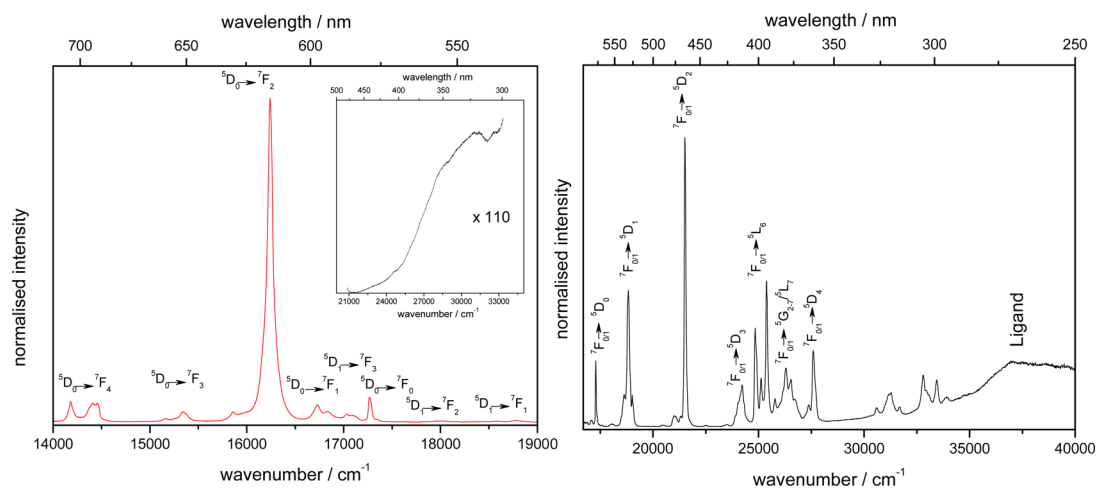 wavelength / nm
700 650 600 550
⁵D₀→⁷F₂
wavelength / nm
500 450 400 350 300
x 110
21000 24000 27000 30000 33000
wavenumber / cm⁻¹
⁵D₀→⁷F₄
⁵D₀→⁷F₃
⁵D₀→⁷F₁
⁵D₁→⁷F₃
⁵D₀→⁷F₀
⁵D₁→⁷F₂
⁵D₁→⁷F₁
normalised intensity
14000 15000 16000 17000 18000 19000
wavenumber / cm⁻¹
wavelength / nm
550 500 450 400 350 300 250
⁷F₀/₁→⁵D₀
⁷F₀/₁→⁵D₁
⁷F₀/₁→⁵D₂
⁷F₀/₁→⁵D₃
⁷F₀/₁→⁵L₆
⁷F₀/₁→⁵G₂₋₇/⁵L₇
⁷F₀/₁→⁵D₄
Ligand
normalised intensity
20000 25000 30000 35000 40000
wavenumber / cm⁻¹